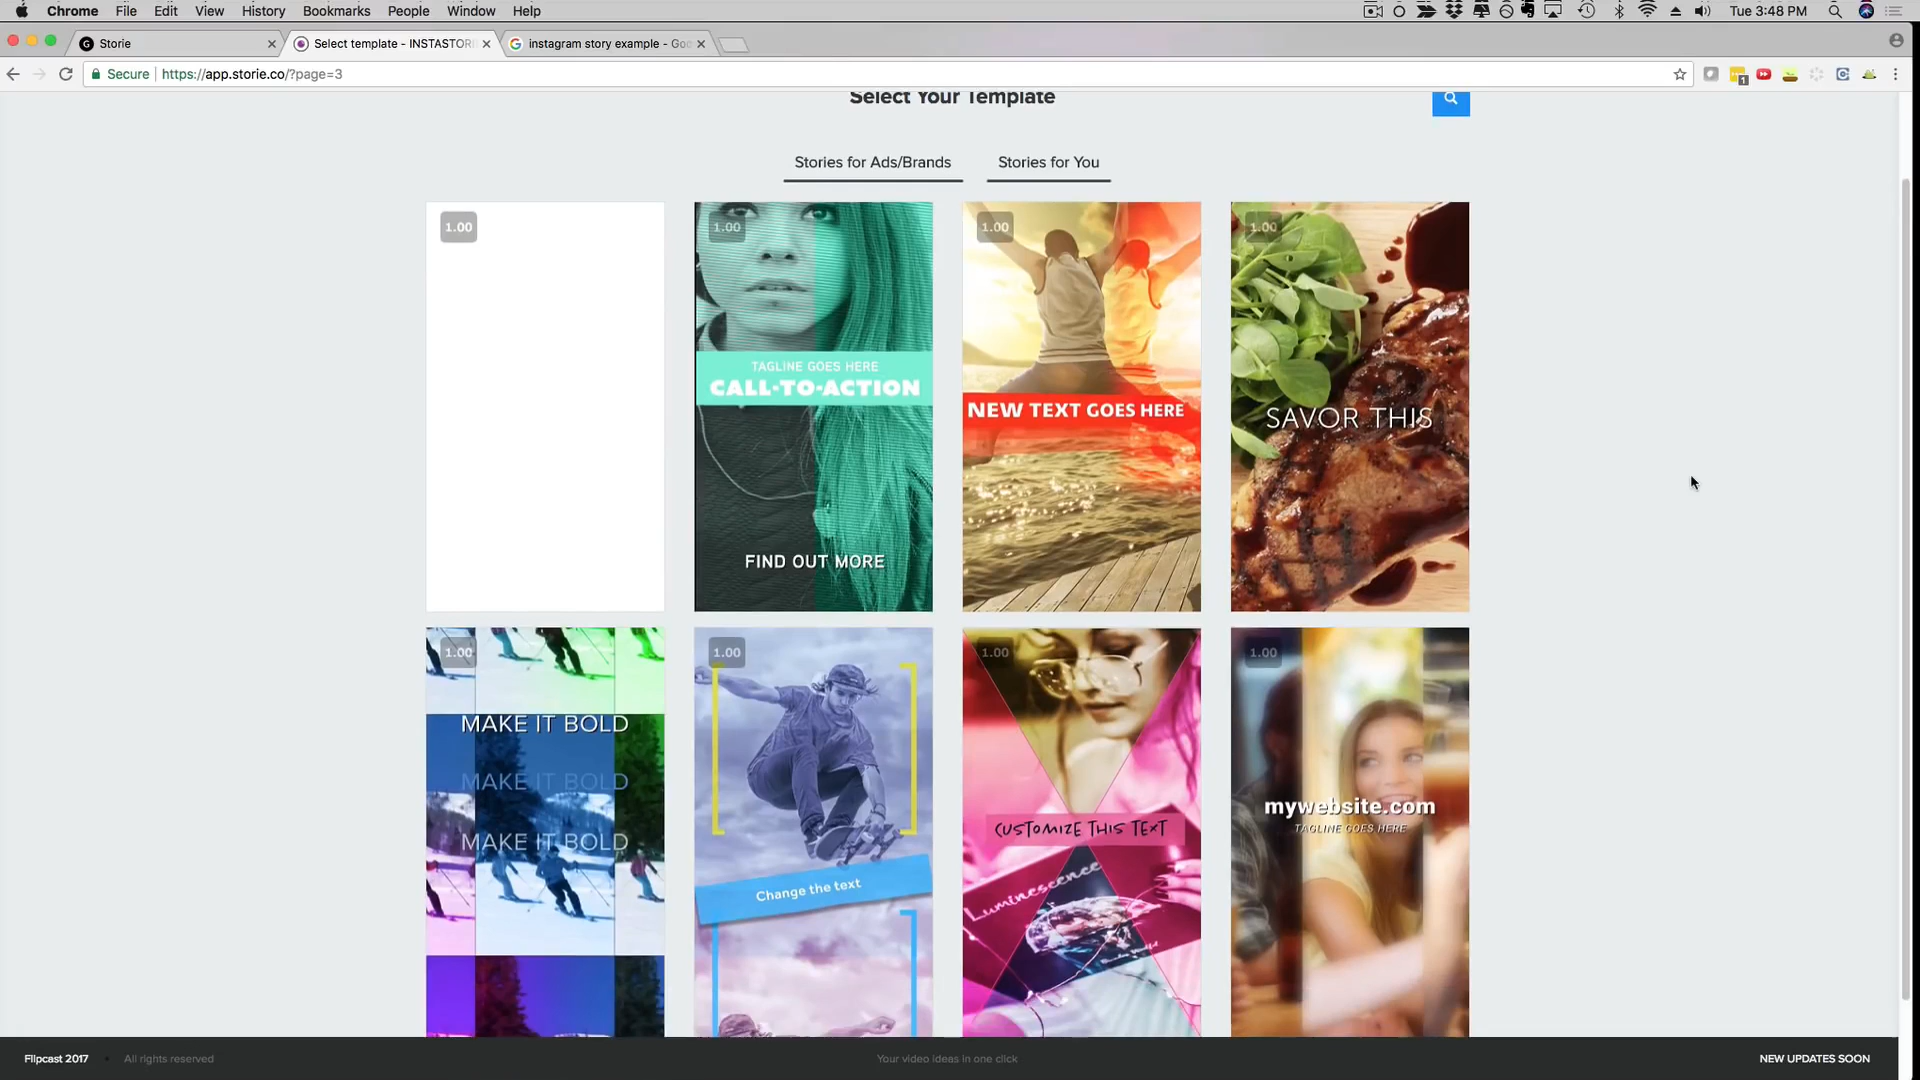 Chrome File Edit View History Bookmarks People Window Help
Tue 3:48 PM
Storie
Select template - INSTASTORI
instagram story example - Goo
Secure https://app.storie.co/?page=3
Select Your Template
Stories for Ads/Brands Stories for You
1.00
1.00
TAGLINE GOES HERE
CALL-TO-ACTION
FIND OUT MORE
1.00
NEW TEXT GOES HERE
1.00
SAVOR THIS
1.00
MAKE IT BOLD
MAKE IT BOLD
MAKE IT BOLD
1.00
Change the text
1.00
CUSTOMIZE THIS TEXT
Luminescence
1.00
mywebsite.com
TAGLINE GOES HERE
Flipcast 2017 • All rights reserved
Your video ideas in one click
NEW UPDATES SOON